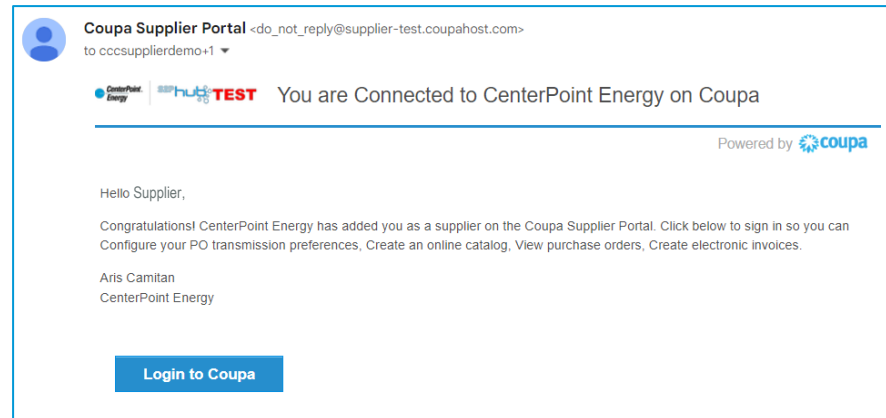 Coupa Supplier Portal <do_not_reply@supplier-test.coupahost.com>
to cccsupplierdemo+1
CenterPoint. Energy S2P hub TEST You are Connected to CenterPoint Energy on Coupa
Powered by coupa
Hello Supplier,
Congratulations! CenterPoint Energy has added you as a supplier on the Coupa Supplier Portal. Click below to sign in so you can
Configure your PO transmission preferences, Create an online catalog, View purchase orders, Create electronic invoices.
Aris Camitan
CenterPoint Energy
Login to Coupa